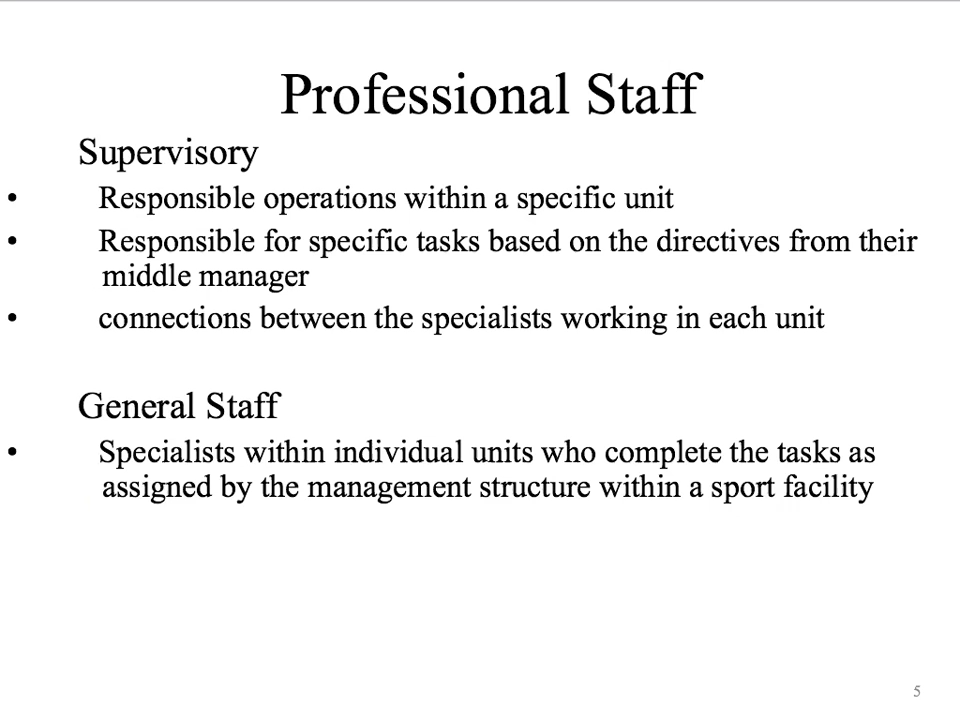 Professional Staff
Supervisory
• Responsible operations within a specific unit
• Responsible for specific tasks based on the directives from their
middle manager
• connections between the specialists working in each unit
General Staff
• Specialists within individual units who complete the tasks as
assigned by the management structure within a sport facility
5